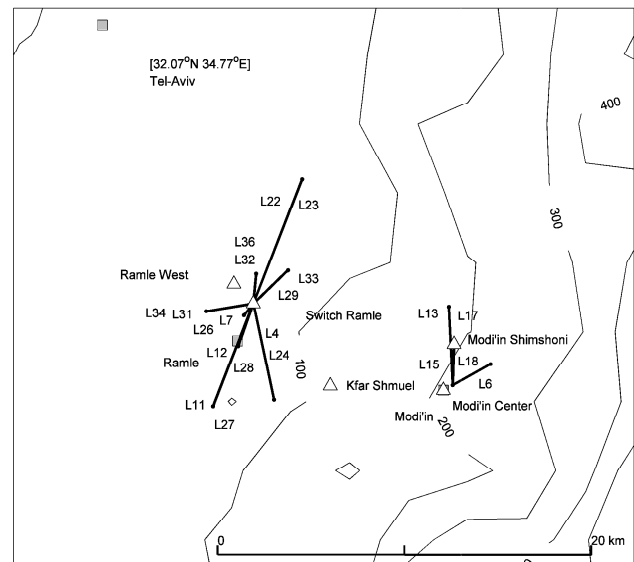 [32.07°N 34.77°E]
Tel-Aviv
400
300
L22
L23
L36
L32
Ramle West
L33
L29
L34
L31
L26
L7
Switch Ramle
L13
L17
L4
L12
Ramle
L28
L24
100
Modi'in Shimshoni
L15
L18
L6
Kfar Shmuel
L11
L27
Modi'in
Modi'in Center
200
0
20 km